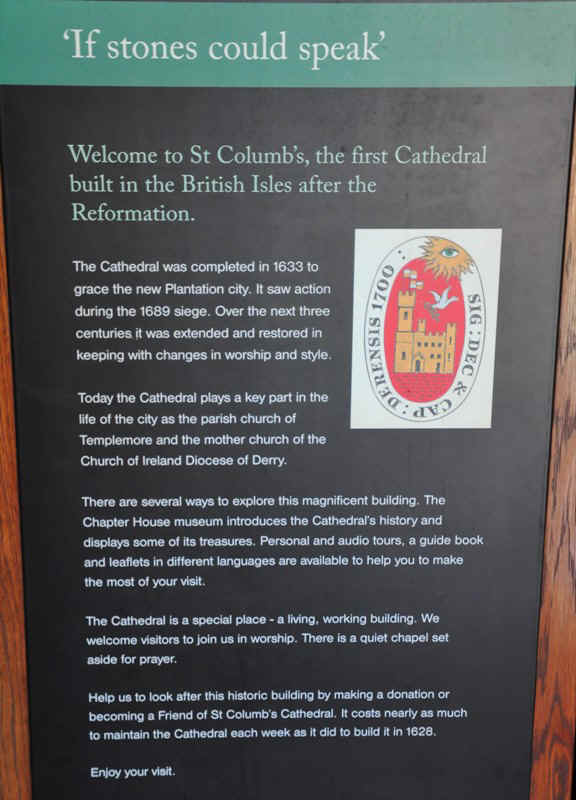 'If stones could speak'
Welcome to St Columb's, the first Cathedral
built in the British Isles after the
Reformation.
The Cathedral was completed in 1633 to
grace the new Plantation city. It saw action
during the 1689 siege. Over the next three
centuries it was extended and restored in
keeping with changes in worship and style.
SIG : DEC & CAP : DERENSIS 1700 :
Today the Cathedral plays a key part in the
life of the city as the parish church of
Templemore and the mother church of the
Church of Ireland Diocese of Derry.
There are several ways to explore this magnificent building. The
Chapter House museum introduces the Cathedral's history and
displays some of its treasures. Personal and audio tours, a guide book
and leaflets in different languages are available to help you to make
the most of your visit.
The Cathedral is a special place - a living, working building. We
welcome visitors to join us in worship. There is a quiet chapel set
aside for prayer.
Help us to look after this historic building by making a donation or
becoming a Friend of St Columb's Cathedral. It costs nearly as much
to maintain the Cathedral each week as it did to build it in 1628.
Enjoy your visit.